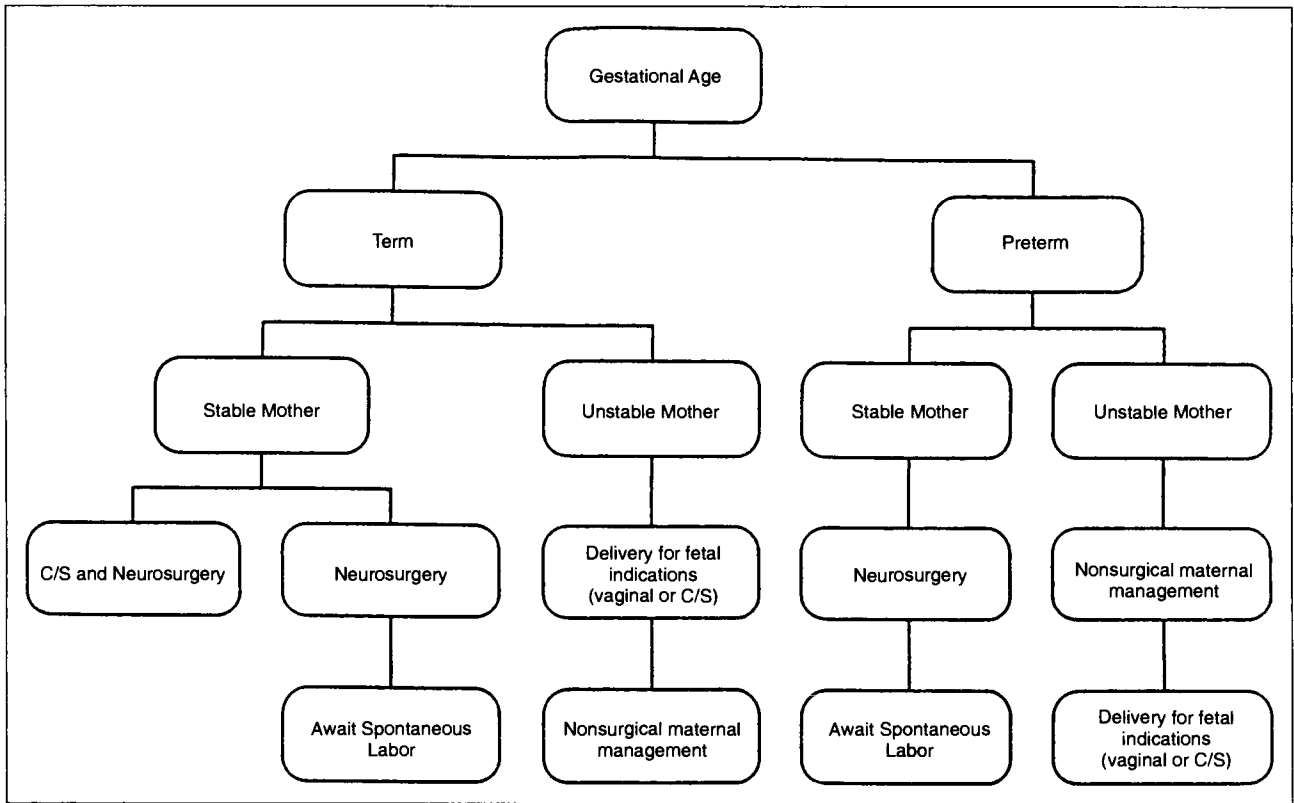 Gestational Age
Term
Preterm
Stable Mother
Unstable Mother
Stable Mother
Unstable Mother
C/S and Neurosurgery
Neurosurgery
Delivery for fetal
indications
(vaginal or C/S)
Neurosurgery
Nonsurgical maternal
management
Await Spontaneous
Labor
Nonsurgical maternal
management
Await Spontaneous
Labor
Delivery for fetal
indications
(vaginal or C/S)